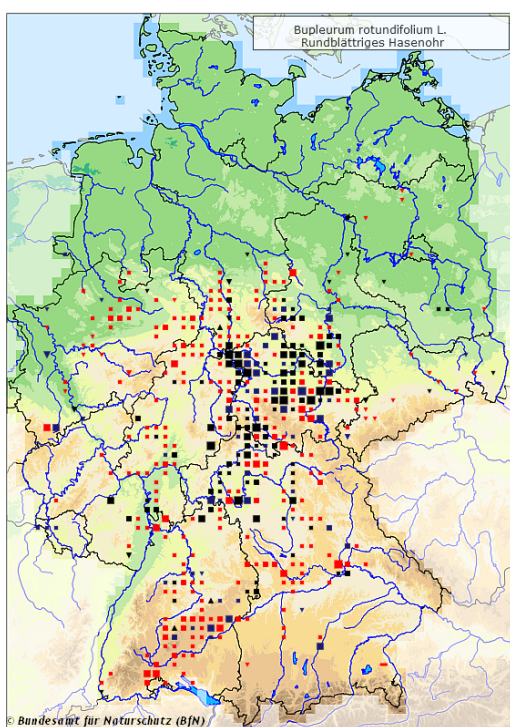 Bupleurum rotundifolium L.
Rundblättriges Hasenohr
© Bundesamt für Naturschutz (BfN)